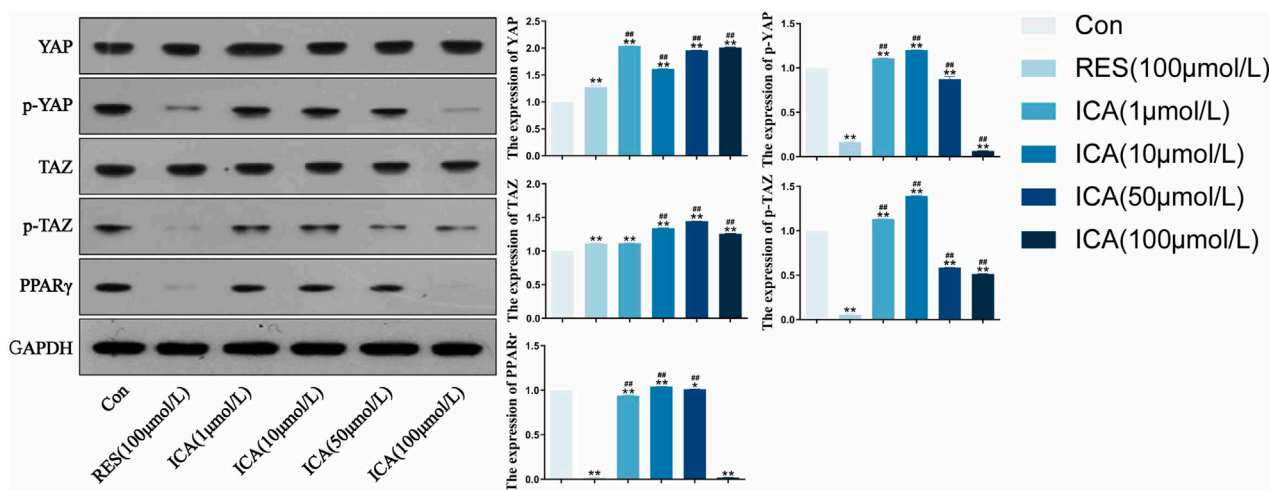 YAP
p-YAP
TAZ
p-TAZ
PPARγ
GAPDH
Con
RES(100μmol/L)
ICA(1μmol/L)
ICA(10μmol/L)
ICA(50μmol/L)
ICA(100μmol/L)
The expression of YAP
2.5
2.0
1.5
1.0
0.5
0.0
**
##
**
##
**
##
**
##
**
The expression of p-YAP
1.5
1.0
0.5
0.0
**
##
**
##
**
##
**
##
**
The expression of TAZ
2.0
1.5
1.0
0.5
0.0
**
**
##
**
##
**
##
**
The expression of p-TAZ
1.5
1.0
0.5
0.0
**
##
**
##
**
##
**
##
**
The expression of PPARr
1.5
1.0
0.5
0.0
**
##
**
##
**
##
*
**
Con
RES(100μmol/L)
ICA(1μmol/L)
ICA(10μmol/L)
ICA(50μmol/L)
ICA(100μmol/L)